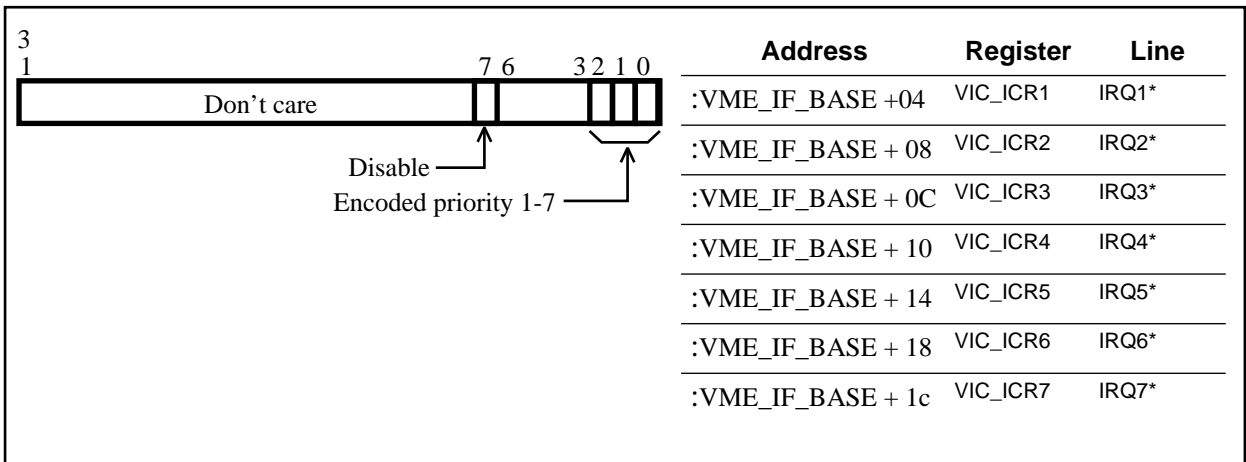 3
1
7 6 3 2 1 0
Don't care
Disable
Encoded priority 1-7
Address Register Line
:VME_IF_BASE +04 VIC_ICR1 IRQ1*
:VME_IF_BASE + 08 VIC_ICR2 IRQ2*
:VME_IF_BASE + 0C VIC_ICR3 IRQ3*
:VME_IF_BASE + 10 VIC_ICR4 IRQ4*
:VME_IF_BASE + 14 VIC_ICR5 IRQ5*
:VME_IF_BASE + 18 VIC_ICR6 IRQ6*
:VME_IF_BASE + 1c VIC_ICR7 IRQ7*